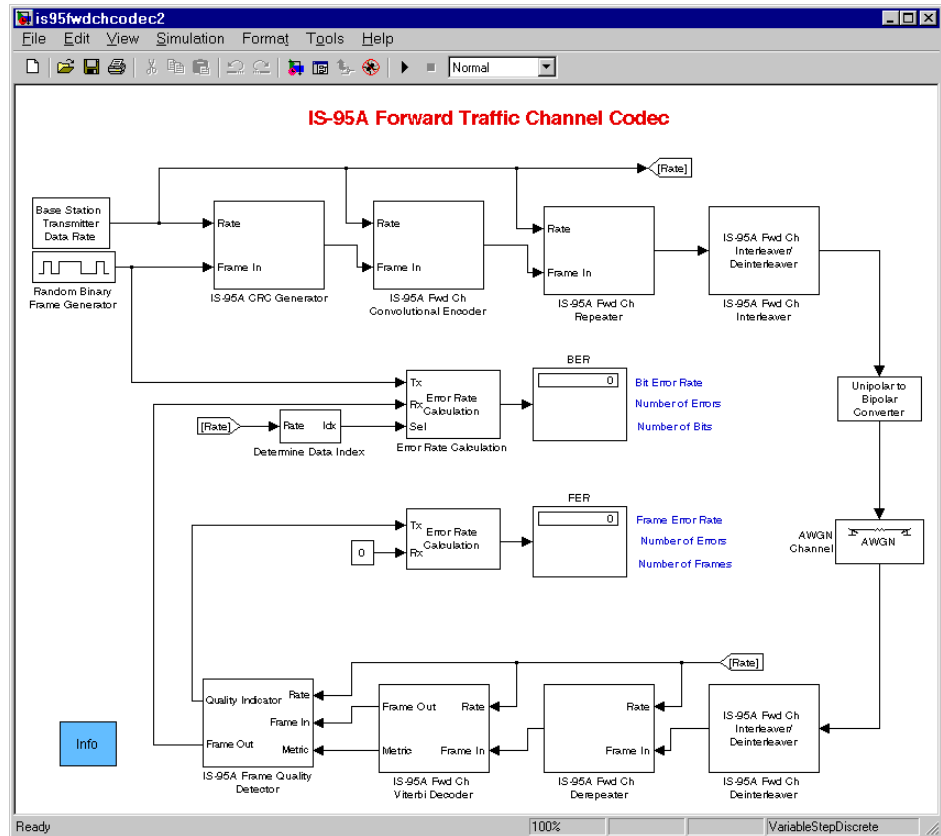 is95fwdchcodec2
File Edit View Simulation Format Tools Help
Normal
IS-95A Forward Traffic Channel Codec
[Rate]
Base Station
Transmitter
Data Rate
Rate
Frame In
IS-95A CRC Generator
Rate
Frame In
IS-95A Fwd Ch
Convolutional Encoder
Rate
Frame In
IS-95A Fwd Ch
Repeater
IS-95A Fwd Ch
Interleaver/
Deinterleaver
IS-95A Fwd Ch
Interleaver
Random Binary
Frame Generator
Tx
Rx
Sel
Error Rate
Calculation
Error Rate Calculation
[Rate]
Rate Idx
Determine Data Index
BER
0
Bit Error Rate
Number of Errors
Number of Bits
Unipolar to
Bipolar
Converter
Tx
Rx
Error Rate
Calculation
0
FER
0
Frame Error Rate
Number of Errors
Number of Frames
AWGN
Channel
AWGN
[Rate]
Quality Indicator
Frame Out
Rate
Frame In
Metric
IS-95A Frame Quality
Detector
Frame Out
Metric
Rate
Frame In
IS-95A Fwd Ch
Viterbi Decoder
Rate
Frame In
IS-95A Fwd Ch
Derepeater
IS-95A Fwd Ch
Interleaver/
Deinterleaver
IS-95A Fwd Ch
Deinterleaver
Info
Ready 100% VariableStepDiscrete